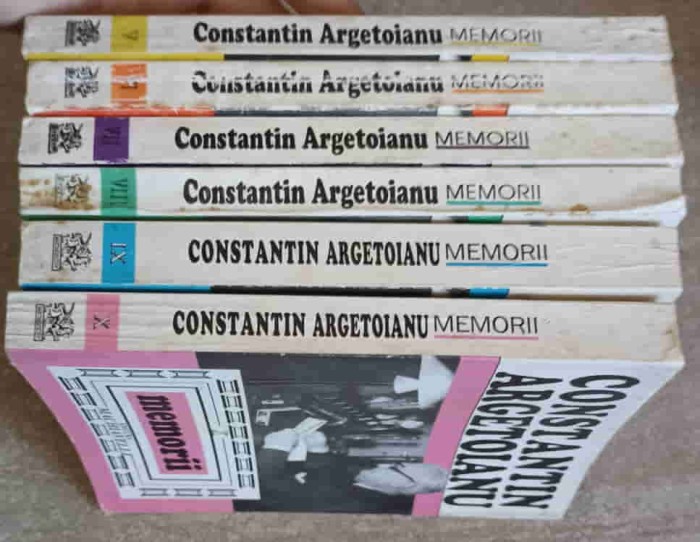 V Constantin Argetoianu MEMORII
Constantin Argetoianu MEMORII
VII Constantin Argetoianu MEMORII
VIII Constantin Argetoianu MEMORII
IX CONSTANTIN ARGETOIANU MEMORII
X CONSTANTIN ARGETOIANU MEMORII
CONSTANTIN
ARGETOIANU
memorii
MACHIAVELLI